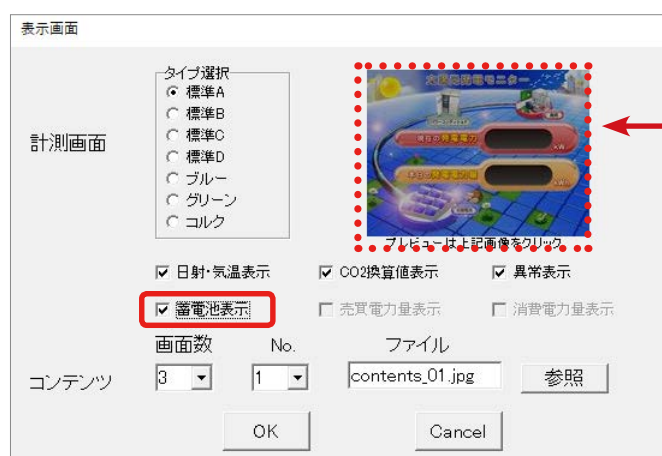 表示画面
計測画面
タイプ選択
標準A
標準B
標準C
標準D
ブルー
グリーン
コルク
太陽光発電モニター
現在の発電電力
kW
本日の発電電力量
kWh
プレビューは上記画像をクリック
日射・気温表示
CO2換算値表示
異常表示
蓄電池表示
売買電力量表示
消費電力量表示
画面数 No. ファイル
コンテンツ
3 1 contents_01.jpg 参照
OK Cancel